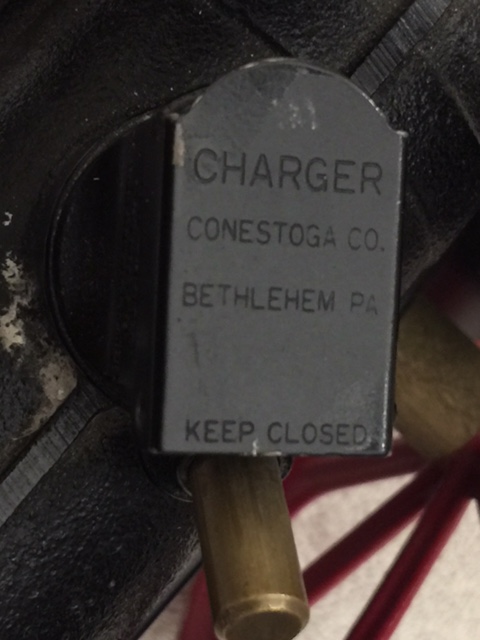 CHARGER
CONESTOGA CO.
BETHLEHEM PA
KEEP CLOSED